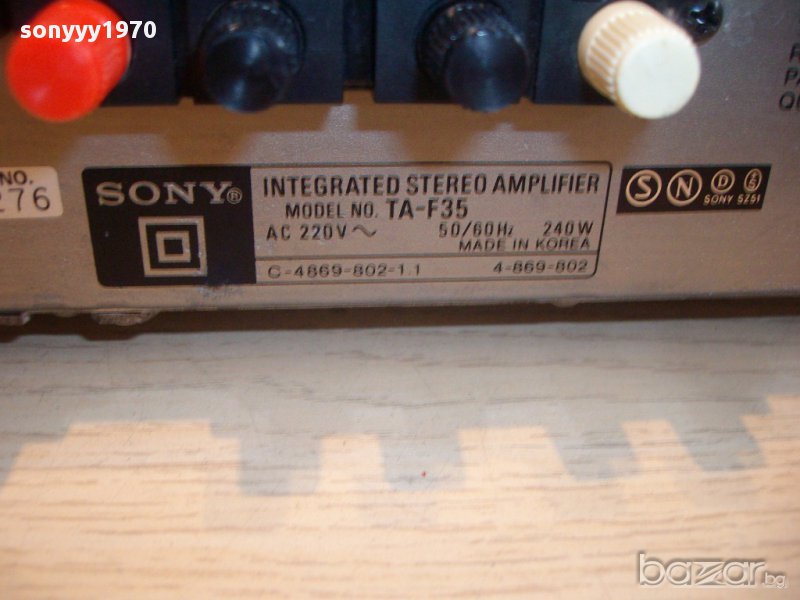 sonyyy1970
NO.
276
SONY®
INTEGRATED STEREO AMPLIFIER
MODEL NO. TA-F35
AC 220V~ 50/60Hz 240W
MADE IN KOREA
C-4869-802-1.1 4-869-802
S N D
SONY 5251
bazar.bg